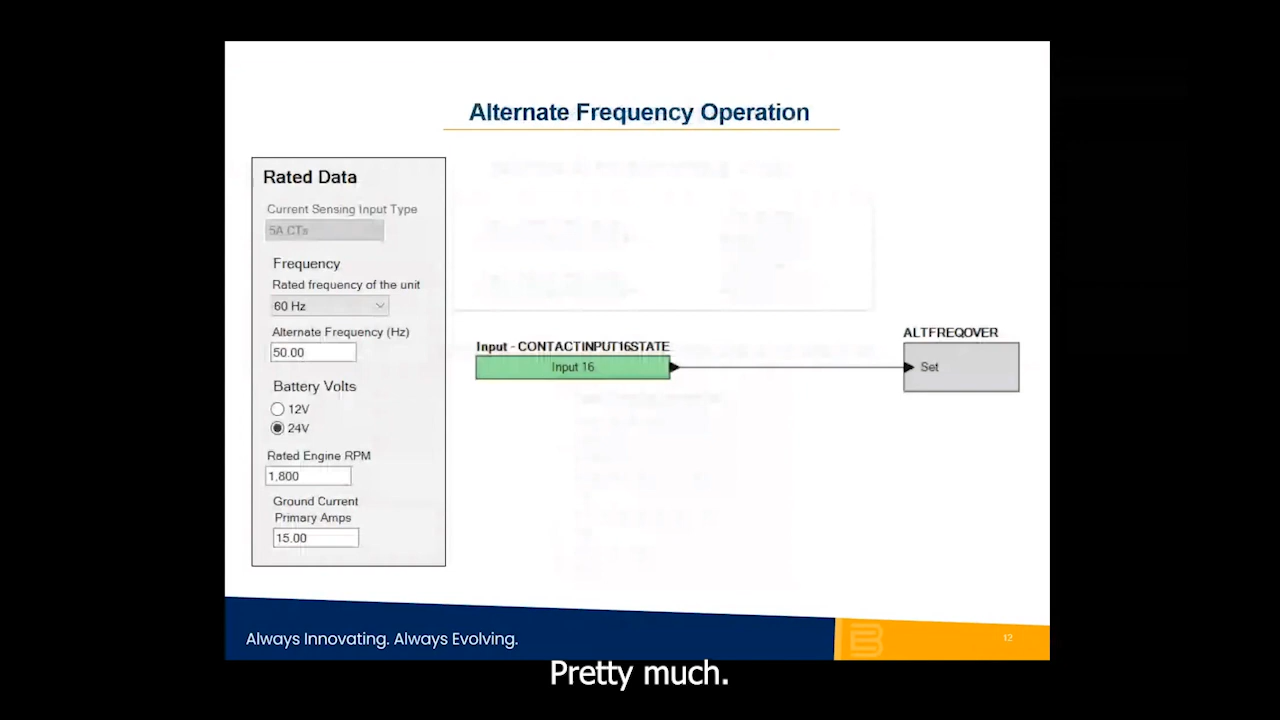 Alternate Frequency Operation
Rated Data
Current Sensing Input Type
5A CTs
Frequency
Rated frequency of the unit
60 Hz
Alternate Frequency (Hz)
50.00
Battery Volts
12V
24V
Rated Engine RPM
1,800
Ground Current
Primary Amps
15.00
Input - CONTACTINPUT16STATE
Input 16
ALTFREQOVER
Set
Always Innovating. Always Evolving.
12
Pretty much.